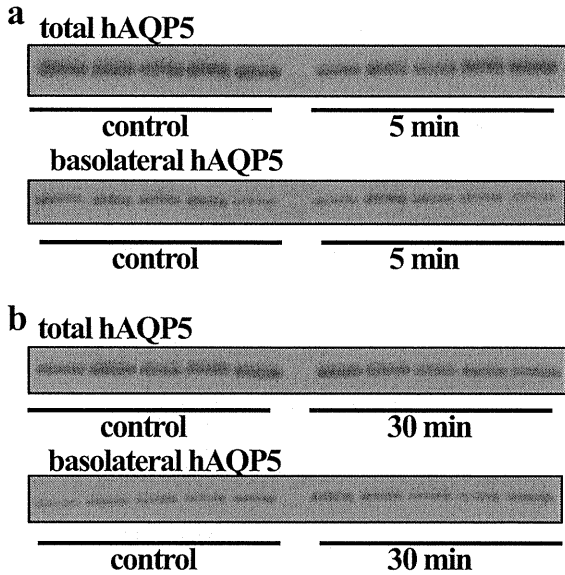 a
total hAQP5
control 5 min
basolateral hAQP5
control 5 min
b
total hAQP5
control 30 min
basolateral hAQP5
control 30 min